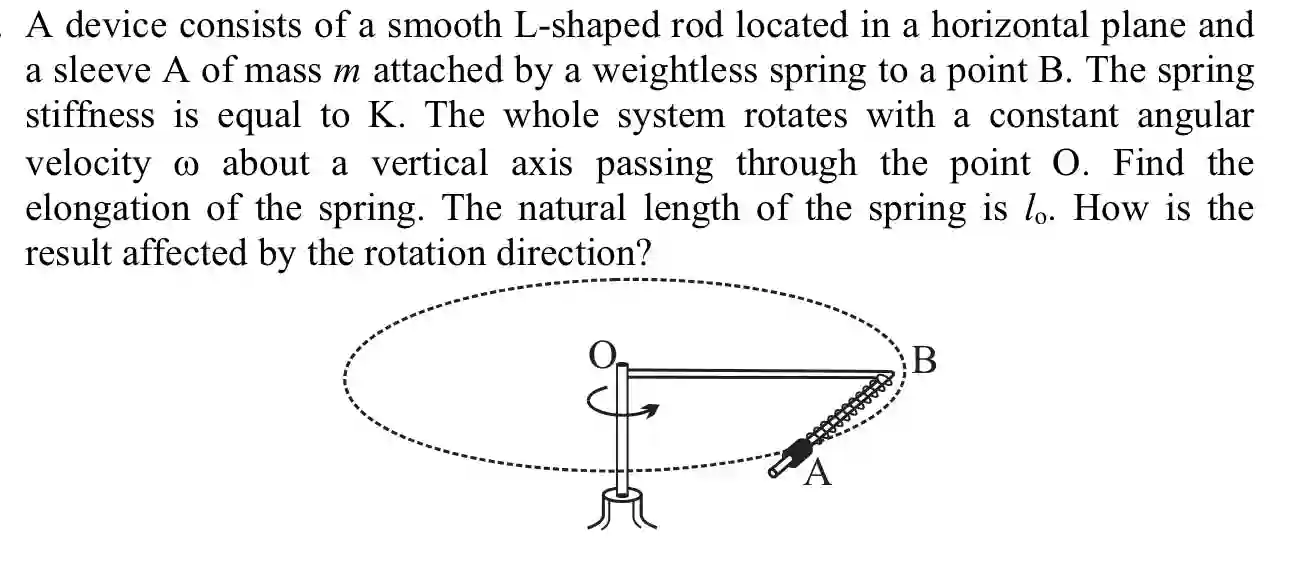 A device consists of a smooth L-shaped rod located in a horizontal plane and
a sleeve A of mass m attached by a weightless spring to a point B. The spring
stiffness is equal to K. The whole system rotates with a constant angular
velocity ω about a vertical axis passing through the point O. Find the
elongation of the spring. The natural length of the spring is lₒ. How is the
result affected by the rotation direction?
O
B
A